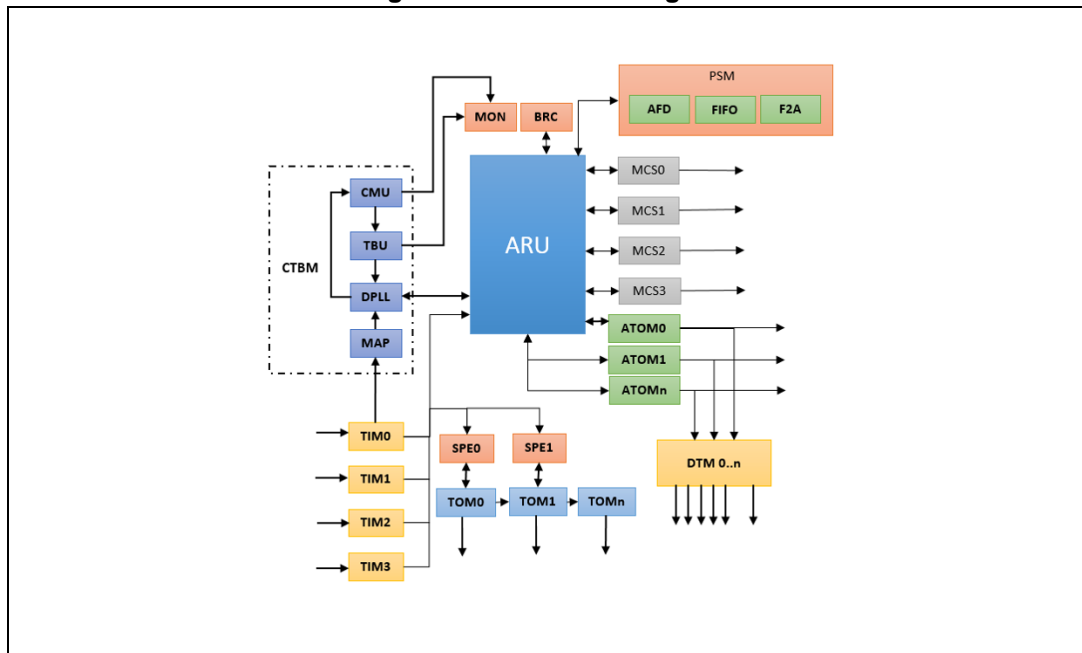 PSM
AFD
FIFO
F2A
MON
BRC
MCS0
CMU
MCS1
ARU
TBU
MCS2
CTBM
DPLL
MCS3
ATOM0
MAP
ATOM1
ATOMn
TIM0
SPE0
SPE1
DTM 0..n
TIM1
TOM0
TOM1
TOMn
TIM2
TIM3